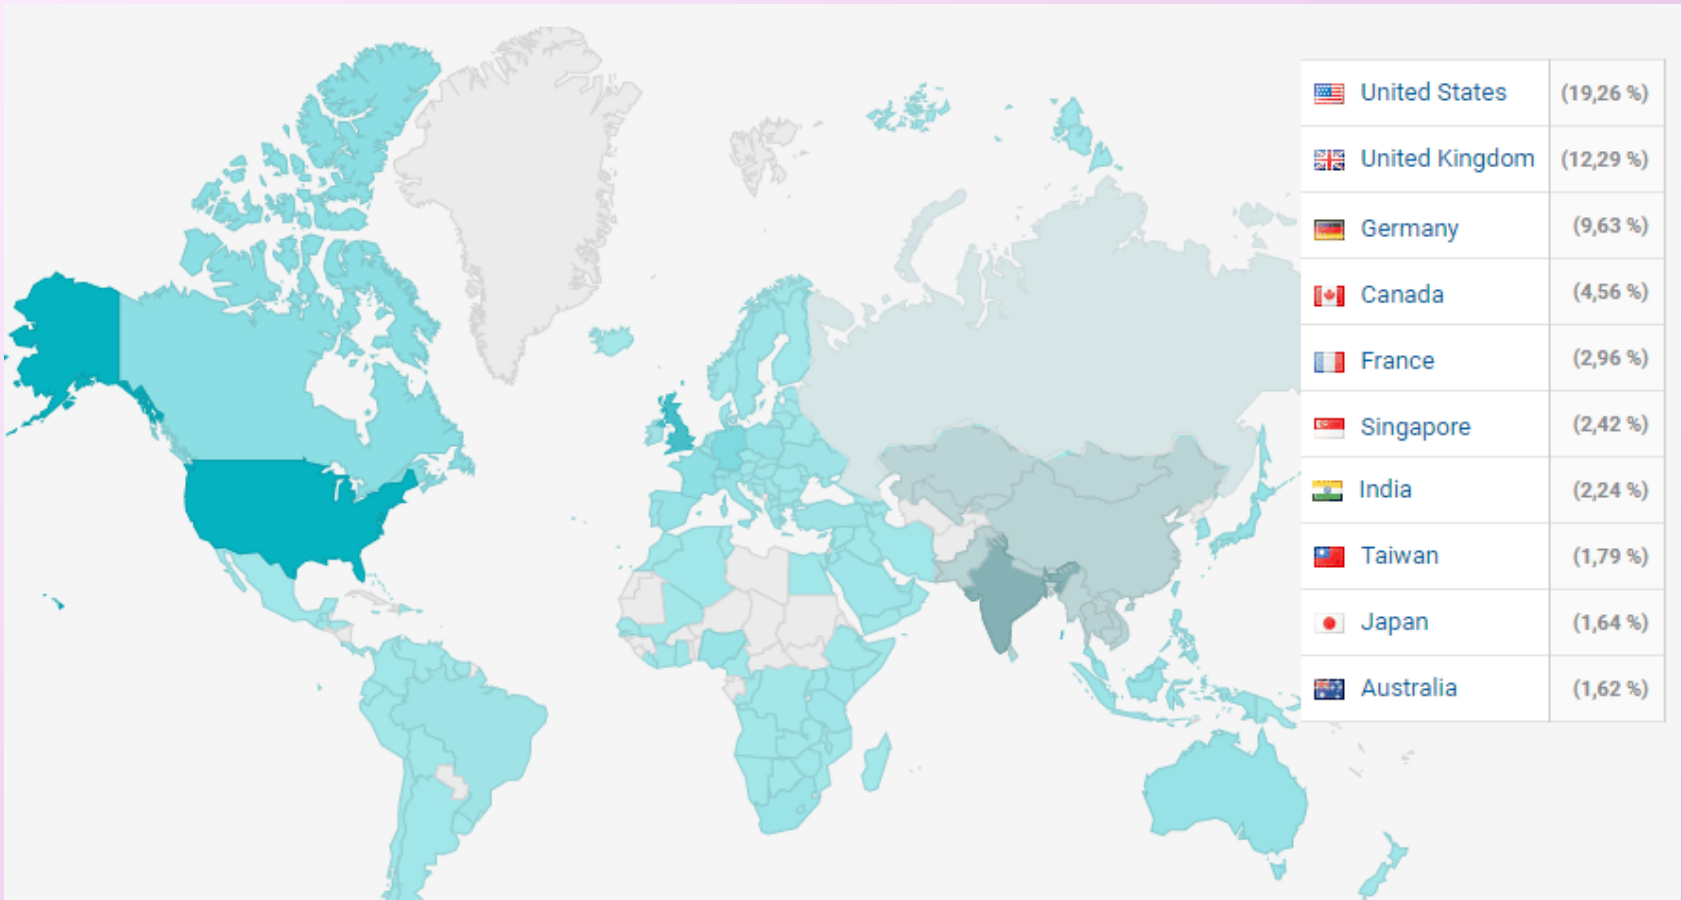 United States (19,26 %)
United Kingdom (12,29 %)
Germany (9,63 %)
Canada (4,56 %)
France (2,96 %)
Singapore (2,42 %)
India (2,24 %)
Taiwan (1,79 %)
Japan (1,64 %)
Australia (1,62 %)